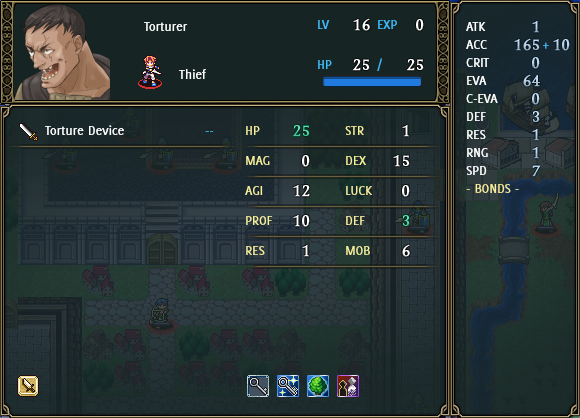 Torturer LV 16 EXP 0
Thief HP 25 / 25
Torture Device --
HP 25 STR 1
MAG 0 DEX 15
AGI 12 LUCK 0
PROF 10 DEF 3
RES 1 MOB 6
ATK 1
ACC 165 + 10
CRIT 0
EVA 64
C-EVA 0
DEF 3
RES 1
RNG 1
SPD 7
- BONDS -